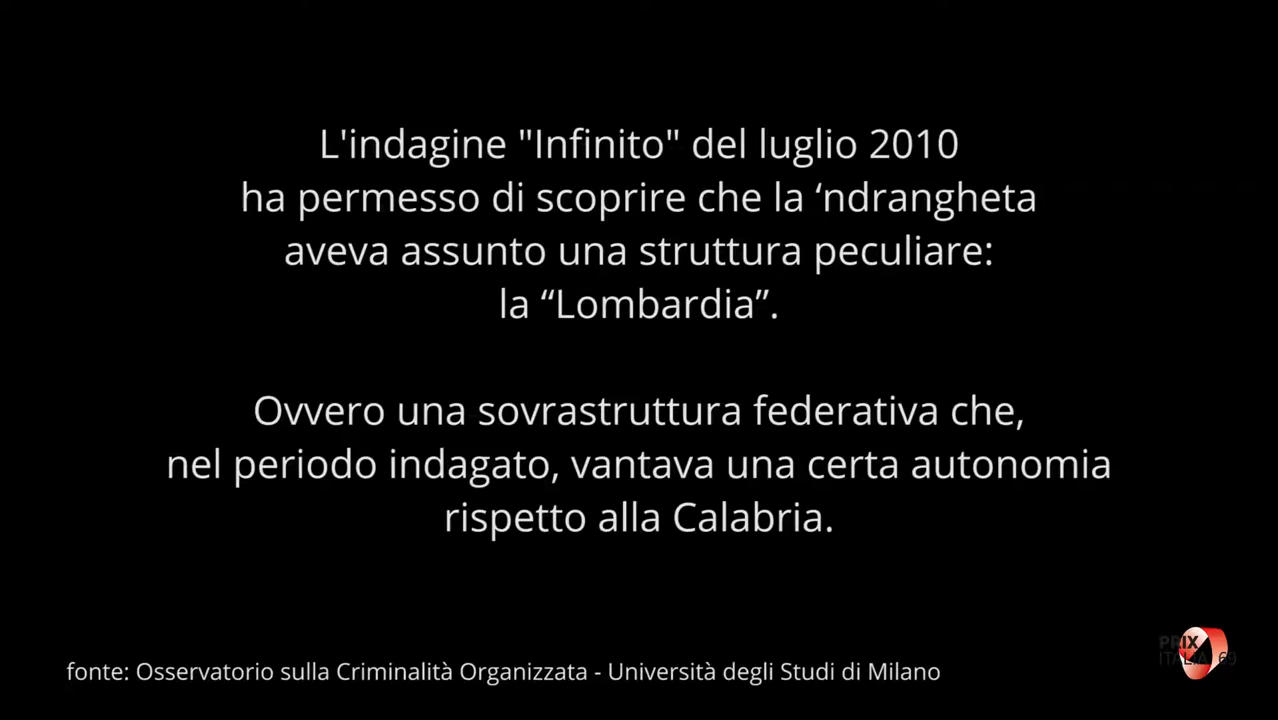 L'indagine "Infinito" del luglio 2010
ha permesso di scoprire che la ‘ndrangheta
aveva assunto una struttura peculiare:
la “Lombardia”.
Ovvero una sovrastruttura federativa che,
nel periodo indagato, vantava una certa autonomia
rispetto alla Calabria.
fonte: Osservatorio sulla Criminalità Organizzata - Università degli Studi di Milano
PRIX
ITALIA 69